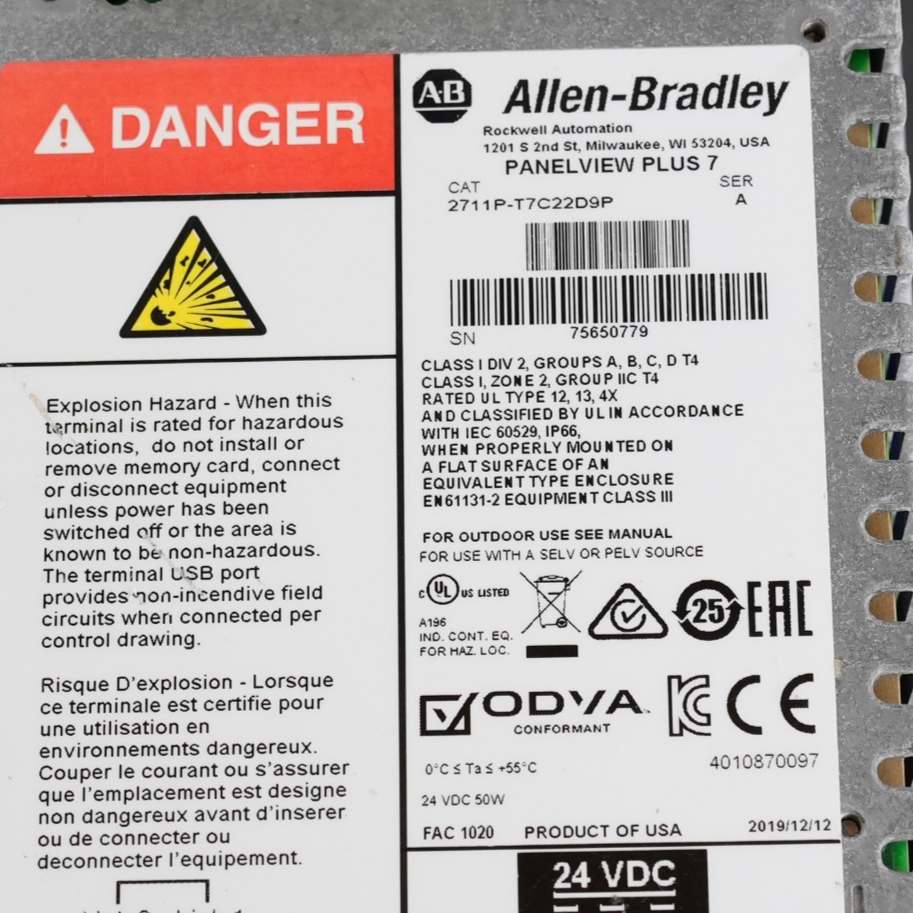 DANGER
Explosion Hazard - When this
terminal is rated for hazardous
locations, do not install or
remove memory card, connect
or disconnect equipment
unless power has been
switched off or the area is
known to be non-hazardous.
The terminal USB port
provides non-incendive field
circuits when connected per
control drawing.
Risque D'explosion - Lorsque
ce terminale est certifie pour
une utilisation en
environnements dangereux.
Couper le courant ou s'assurer
que l'emplacement est designe
non dangereux avant d'inserer
ou de connecter ou
deconnecter l'equipement.
A-B Allen-Bradley
Rockwell Automation
1201 S 2nd St, Milwaukee, WI 53204, USA
PANELVIEW PLUS 7
CAT SER
2711P-T7C22D9P A
SN 75650779
CLASS I DIV 2, GROUPS A, B, C, D T4
CLASS I, ZONE 2, GROUP IIC T4
RATED UL TYPE 12, 13, 4X
AND CLASSIFIED BY UL IN ACCORDANCE
WITH IEC 60529, IP66,
WHEN PROPERLY MOUNTED ON
A FLAT SURFACE OF AN
EQUIVALENT TYPE ENCLOSURE
EN61131-2 EQUIPMENT CLASS III
FOR OUTDOOR USE SEE MANUAL
FOR USE WITH A SELV OR PELV SOURCE
C UL US LISTED 25 EAC
A196
IND. CONT. EQ.
FOR HAZ. LOC.
ODVA
CONFORMANT
KC CE
0°C ≤ Ta ≤ +55°C 4010870097
24 VDC 50W
FAC 1020 PRODUCT OF USA 2019/12/12
24 VDC